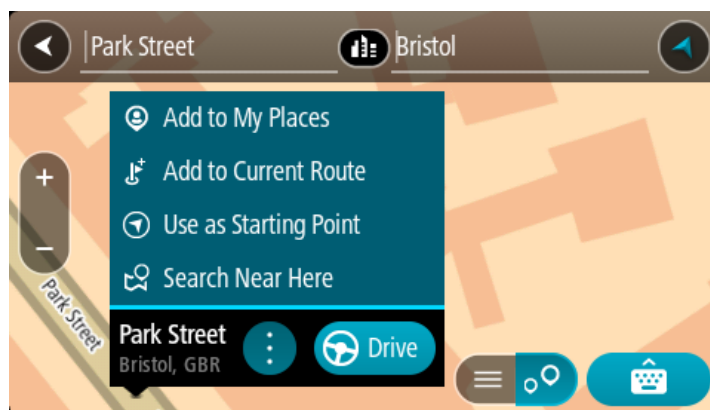 Park Street Bristol
Add to My Places
Add to Current Route
Use as Starting Point
Search Near Here
+
−
Park Street
Park Street
Bristol, GBR
Drive